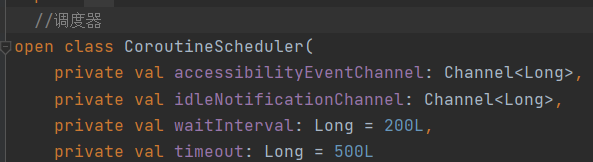 //调度器
open class CoroutineScheduler(
private val accessibilityEventChannel: Channel<Long>,
private val idleNotificationChannel: Channel<Long>,
private val waitInterval: Long = 200L,
private val timeout: Long = 500L